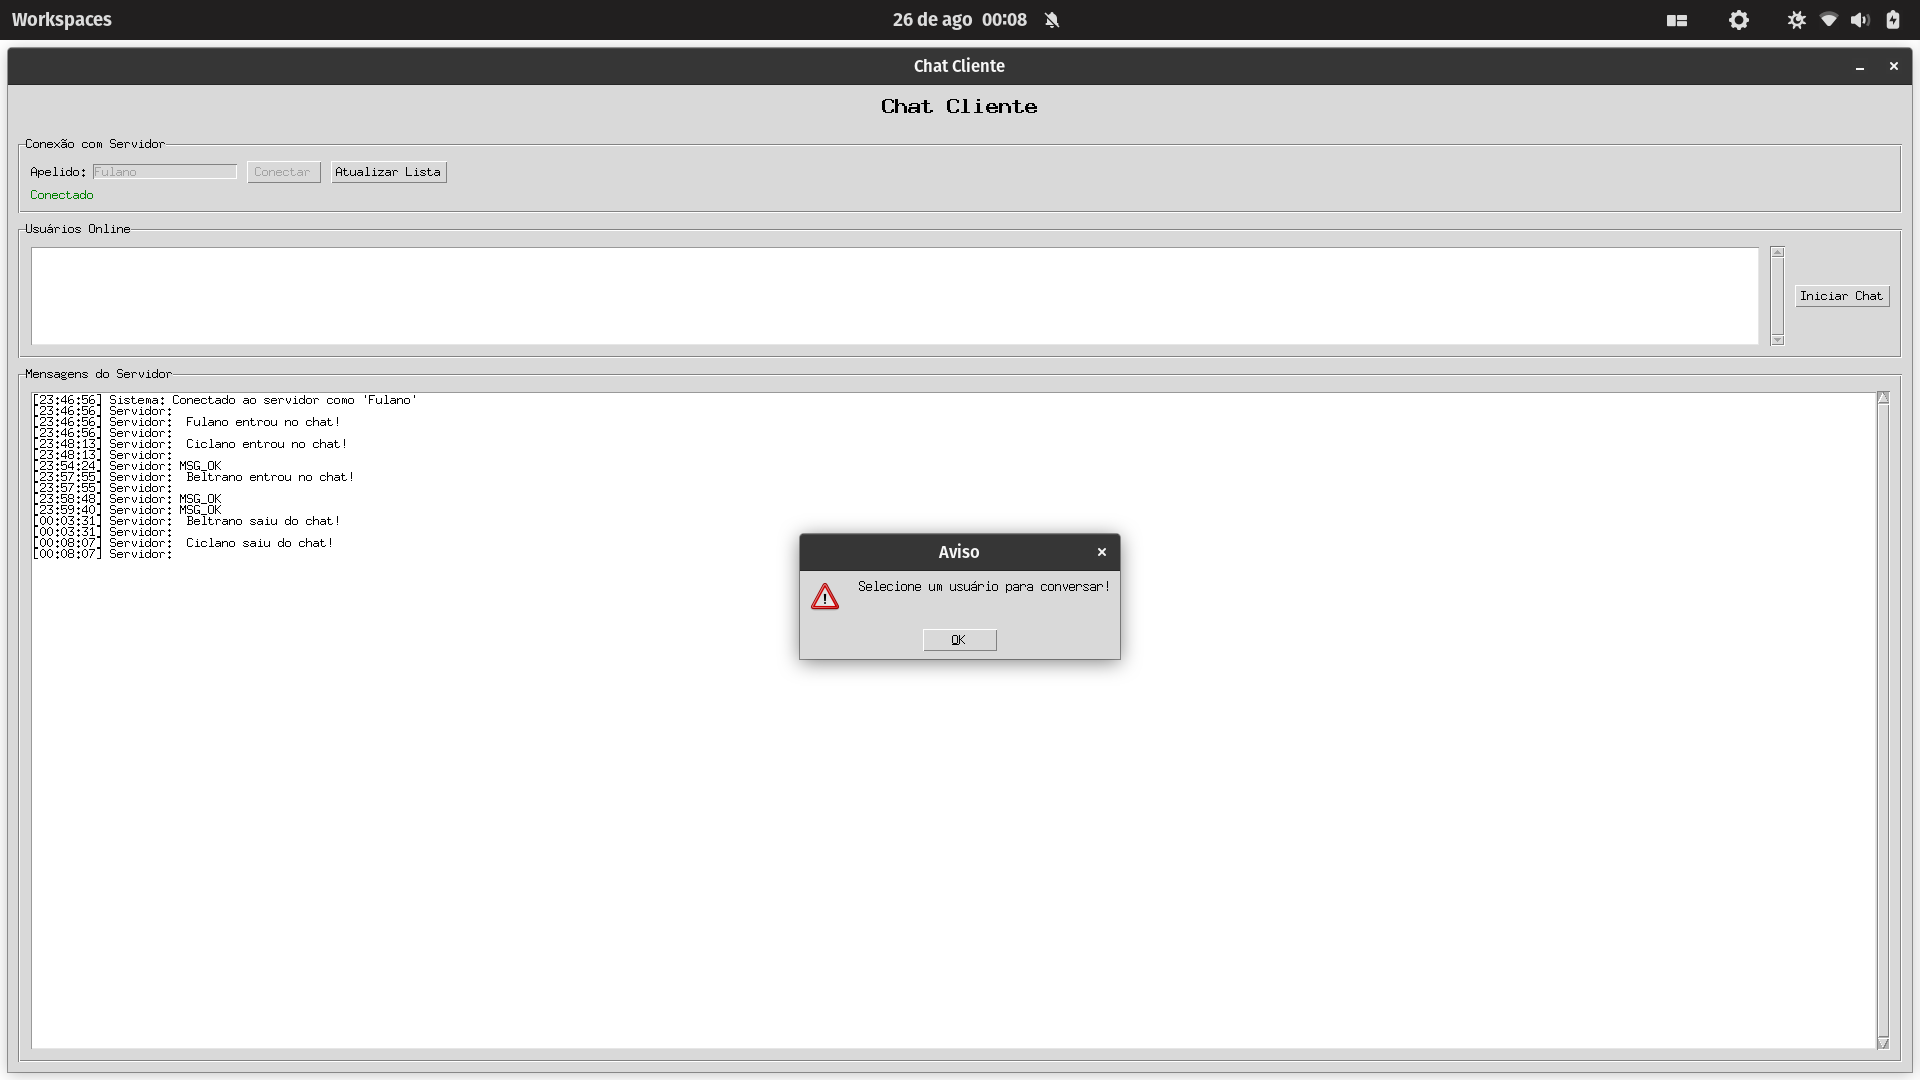 Workspaces
26 de ago 00:08
Chat Cliente
Chat Cliente
Conexão com Servidor
Apelido: Fulano Conectar Atualizar Lista
Conectado
Usuários Online
Iniciar Chat
Mensagens do Servidor
[23:46:56] Sistema: Conectado ao servidor como 'Fulano'
[23:46:56] Servidor:
[23:46:56] Servidor:  Fulano entrou no chat!
[23:46:56] Servidor:
[23:48:13] Servidor:  Ciclano entrou no chat!
[23:48:13] Servidor:
[23:54:24] Servidor: MSG_OK
[23:57:55] Servidor:  Beltrano entrou no chat!
[23:57:55] Servidor:
[23:58:48] Servidor: MSG_OK
[23:59:40] Servidor: MSG_OK
[00:03:31] Servidor:  Beltrano saiu do chat!
[00:03:31] Servidor:
[00:08:07] Servidor:  Ciclano saiu do chat!
[00:08:07] Servidor:
Aviso
Selecione um usuário para conversar!
OK